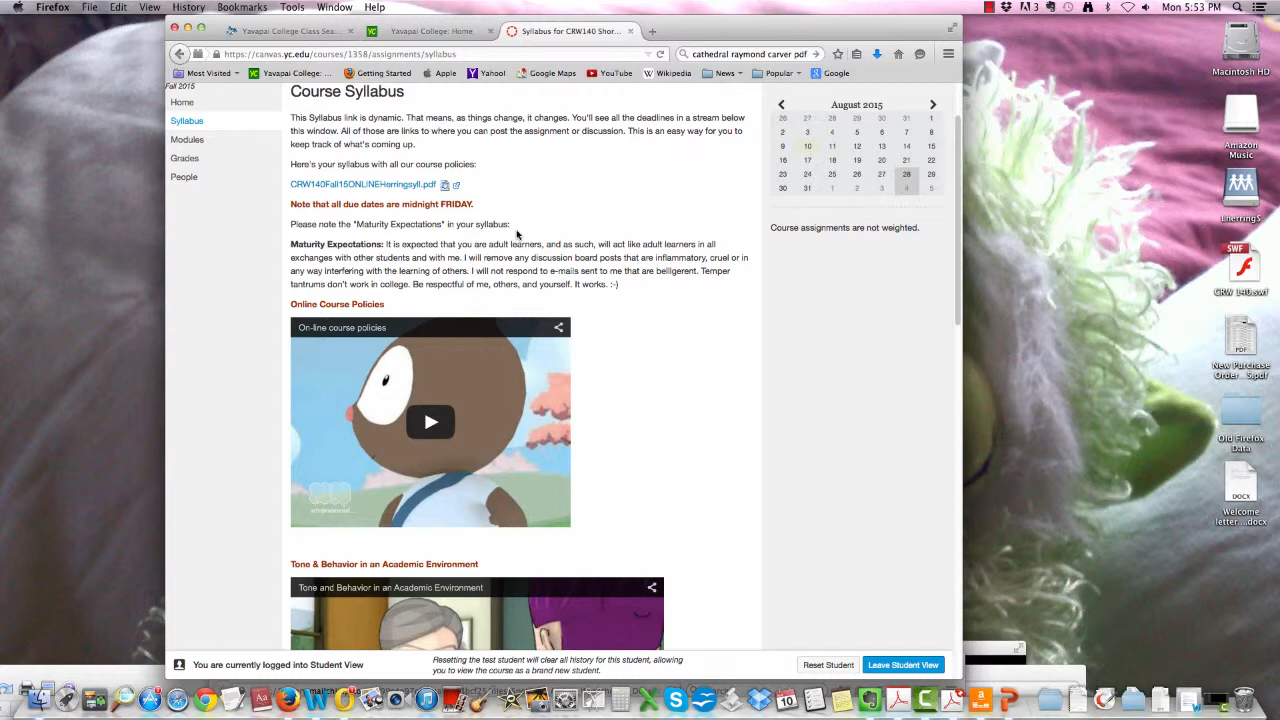 Firefox File Edit View History Bookmarks Tools Window Help
3 Mon 5:53 PM
Yavapai College Class Sea...
Yavapai College: Home
Syllabus for CRW140 Shor...
https://canvas.yc.edu/courses/1358/assignments/syllabus
cathedral raymond carver pdf
Most Visited YC Yavapai College: ... Getting Started Apple Yahoo! Google Maps YouTube Wikipedia News Popular Google
Fall 2015
Home
Syllabus
Modules
Grades
People
Course Syllabus
This Syllabus link is dynamic. That means, as things change, it changes. You'll see all the deadlines in a stream below
this window. All of those are links to where you can post the assignment or discussion. This is an easy way for you to
keep track of what's coming up.
Here's your syllabus with all our course policies:
CRW140Fall15ONLINEHerringsyll.pdf
Note that all due dates are midnight FRIDAY.
Please note the "Maturity Expectations" in your syllabus:
Maturity Expectations: It is expected that you are adult learners, and as such, will act like adult learners in all
exchanges with other students and with me. I will remove any discussion board posts that are inflammatory, cruel or in
any way interfering with the learning of others. I will not respond to e-mails sent to me that are belligerent. Temper
tantrums don't work in college. Be respectful of me, others, and yourself. It works. :-)
Online Course Policies
On-line course policies
Tone & Behavior in an Academic Environment
Tone and Behavior in an Academic Environment
August 2015
26 27 28 29 30 31 1
2 3 4 5 6 7 8
9 10 11 12 13 14 15
16 17 18 19 20 21 22
23 24 25 26 27 28 29
30 31 1 2 3 4 5
Course assignments are not weighted.
You are currently logged into Student View
Resetting the test student will clear all history for this student, allowing
you to view the course as a brand new student.
Reset Student
Leave Student View
Macintosh HD
Amazon
Music
LherringS
SWF
CRW 140.swf
PDF
New Purchase
Order ...S.pdf
Old Firefox
Data
DOCX
Welcome
letter....docx